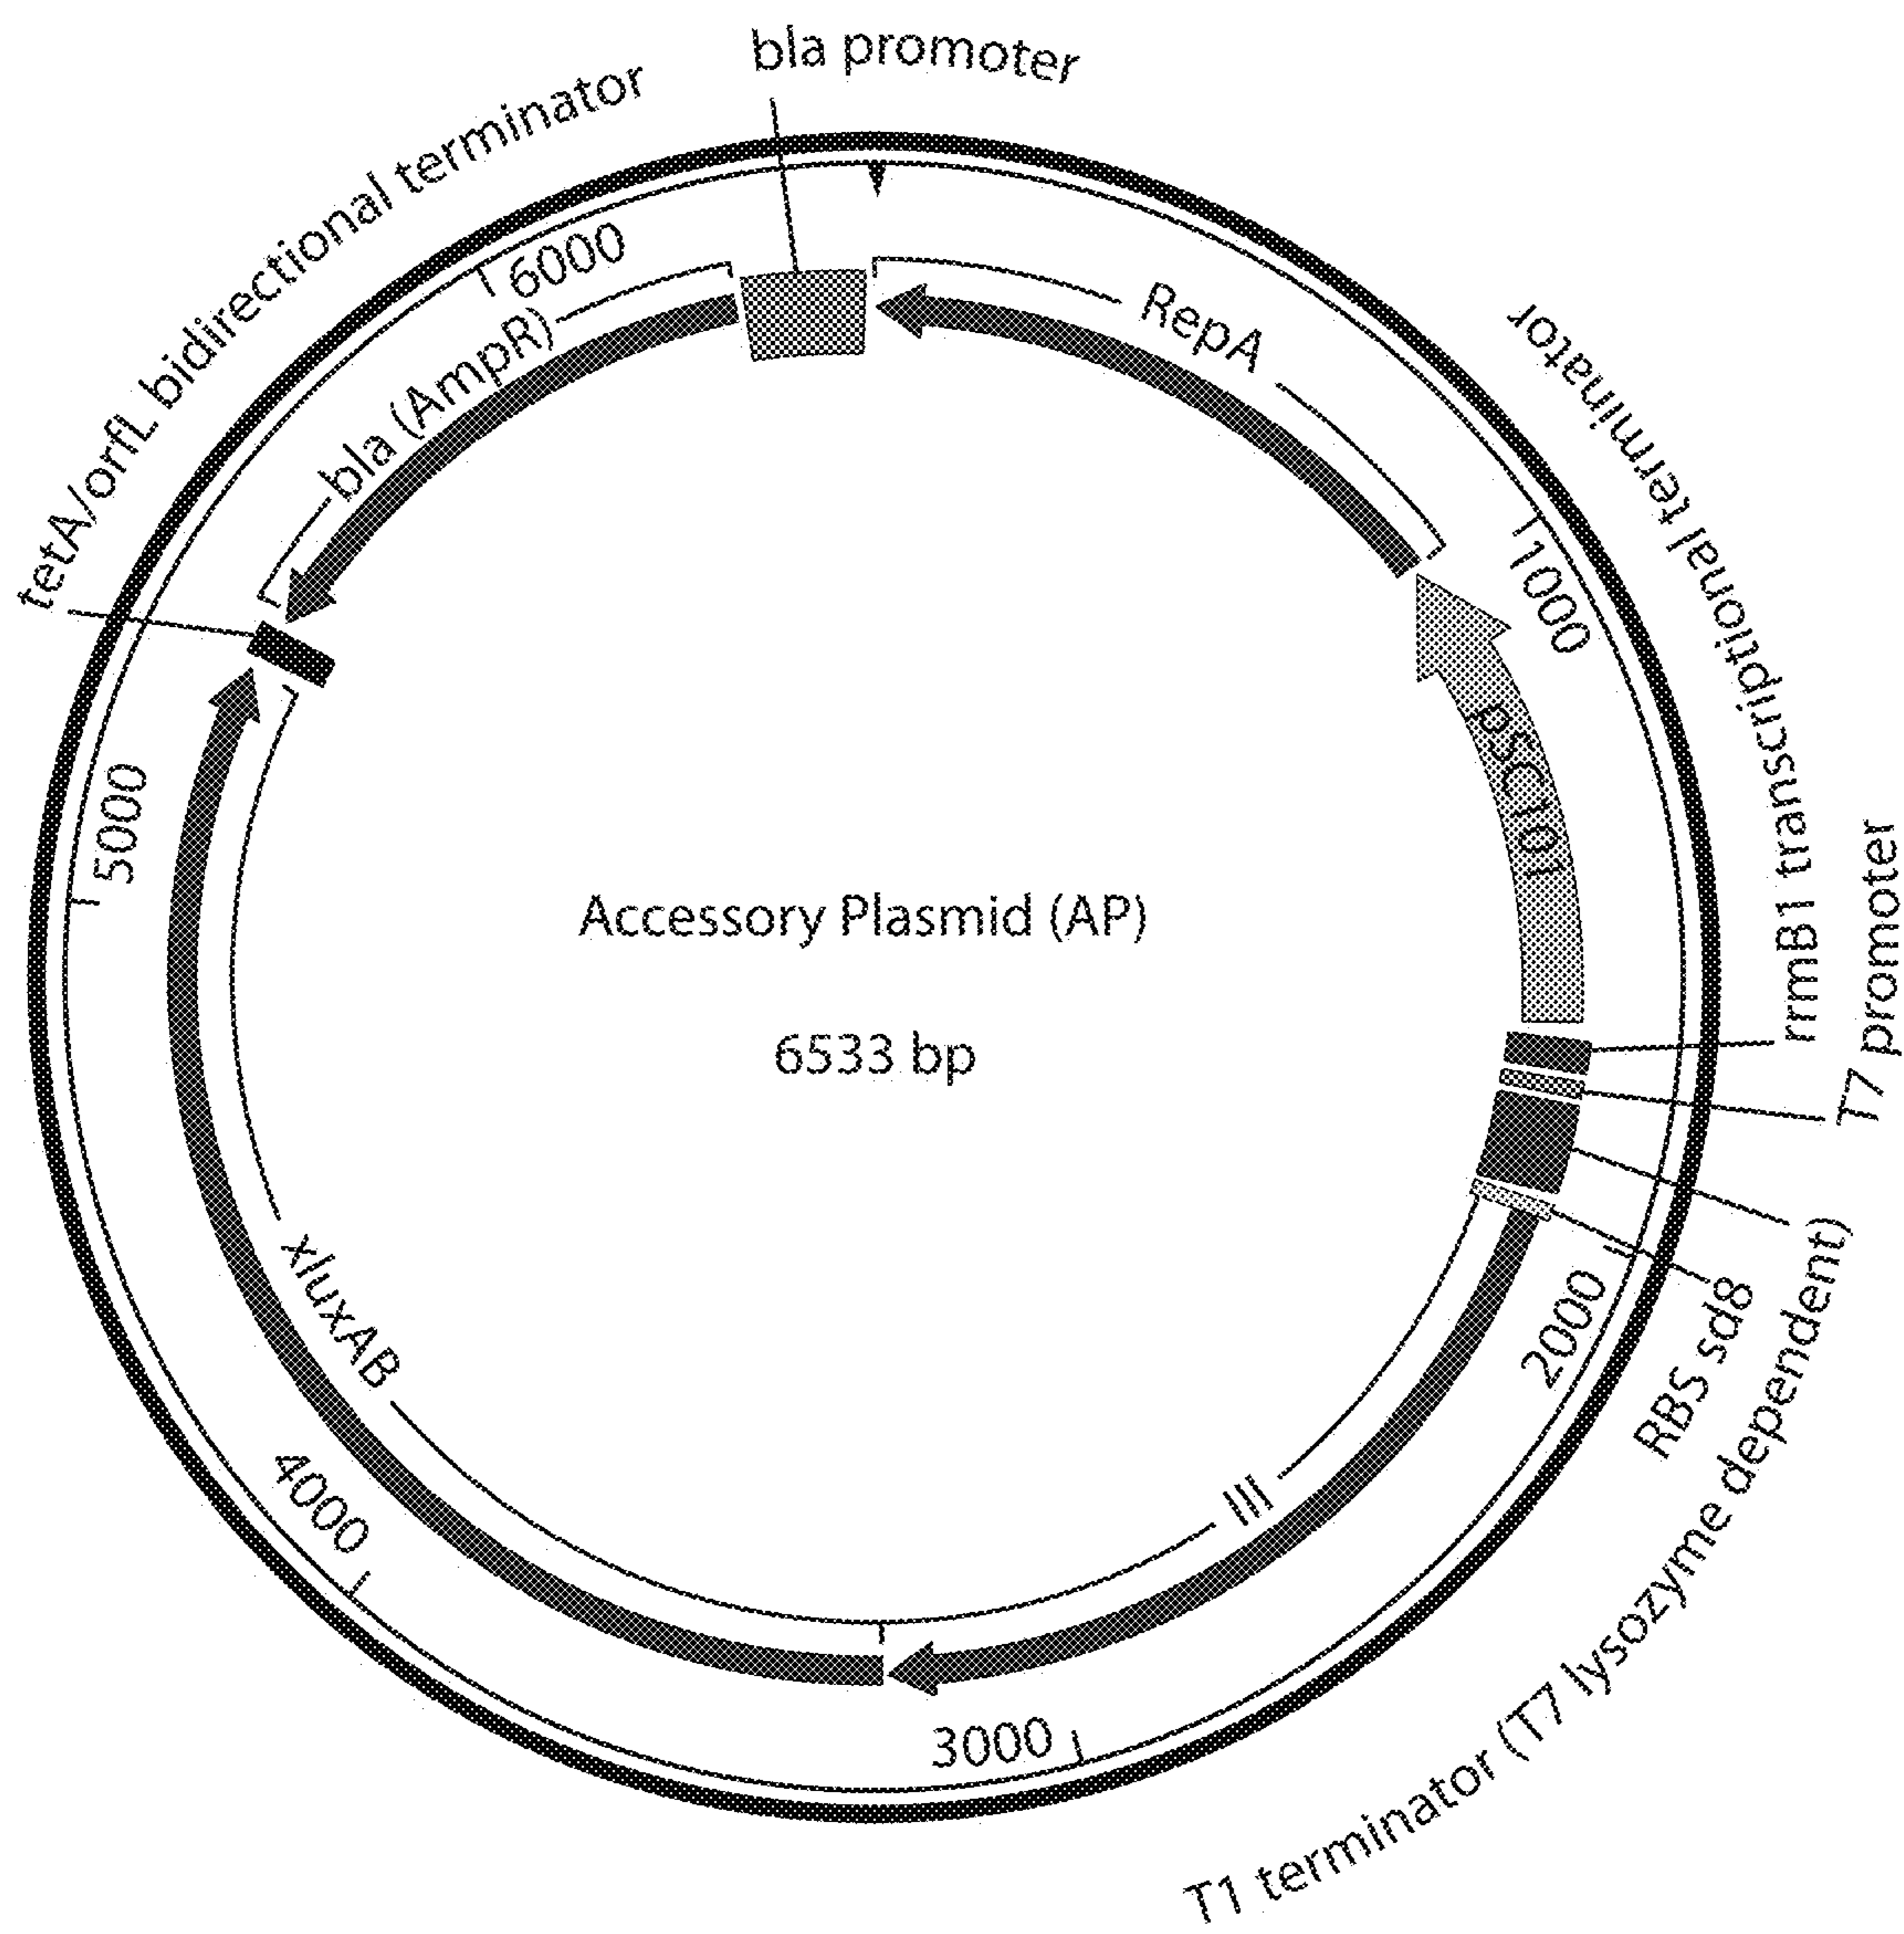 bla promoter
tetA/orfL bidirectional terminator
6000
bla (AmpR)
RepA
1000
rrnB1 transcriptional terminator
pSC101
T7 promoter
5000
Accessory Plasmid (AP)
6533 bp
xluxAB
2000
RBS sd8
T1 terminator (T7 lysozyme dependent)
III
4000
3000